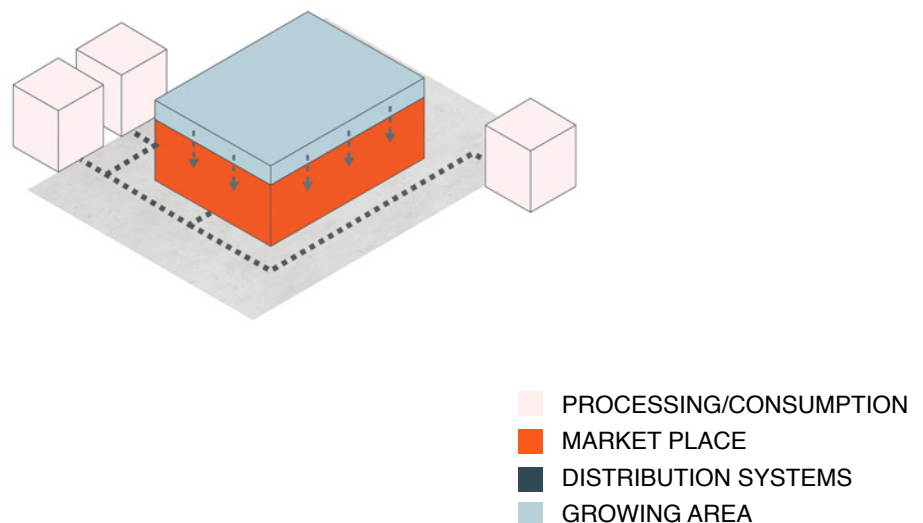 PROCESSING/CONSUMPTION
MARKET PLACE
DISTRIBUTION SYSTEMS
GROWING AREA